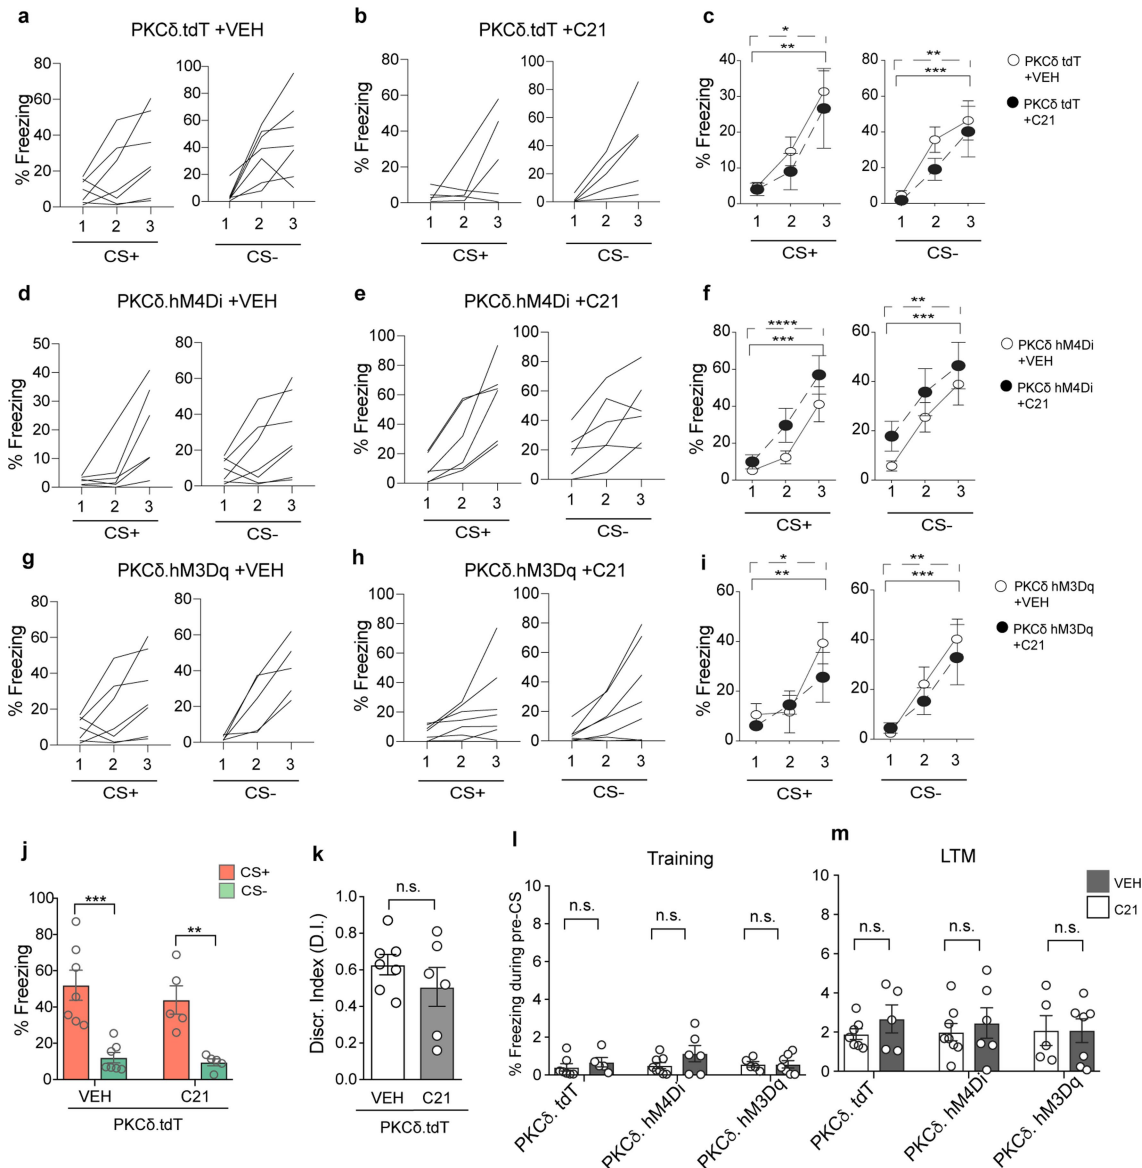 a
PKCδ.tdT +VEH
% Freezing
80
60
40
20
0
1 2 3
CS+
100
80
60
40
20
0
1 2 3
CS-
b
PKCδ.tdT +C21
80
60
40
20
0
1 2 3
CS+
100
80
60
40
20
0
1 2 3
CS-
c
% Freezing
*
**
40
30
20
10
0
1 2 3
CS+
**
***
80
60
40
20
0
1 2 3
CS-
PKCδ tdT
+VEH
PKCδ tdT
+C21
d
PKCδ.hM4Di +VEH
% Freezing
50
40
30
20
10
0
1 2 3
CS+
80
60
40
20
0
1 2 3
CS-
e
PKCδ.hM4Di +C21
100
80
60
40
20
0
1 2 3
CS+
100
80
60
40
20
0
1 2 3
CS-
f
% Freezing
****
***
80
60
40
20
0
1 2 3
CS+
**
***
60
40
20
0
1 2 3
CS-
PKCδ hM4Di
+VEH
PKCδ hM4Di
+C21
g
PKCδ.hM3Dq +VEH
% Freezing
80
60
40
20
0
1 2 3
CS+
80
60
40
20
0
1 2 3
CS-
h
PKCδ.hM3Dq +C21
100
80
60
40
20
0
1 2 3
CS+
100
80
60
40
20
0
1 2 3
CS-
i
% Freezing
*
**
60
40
20
0
1 2 3
CS+
**
***
60
40
20
0
1 2 3
CS-
PKCδ hM3Dq
+VEH
PKCδ hM3Dq
+C21
j
CS+
CS-
% Freezing
100
80
60
40
20
0
***
**
VEH C21
PKCδ.tdT
k
Discr. Index (D.I.)
1.0
0.8
0.6
0.4
0.2
0.0
n.s.
VEH C21
PKCδ.tdT
l
Training
% Freezing during pre-CS
10
8
6
4
2
0
n.s.
n.s.
n.s.
PKCδ. tdT
PKCδ. hM4Di
PKCδ. hM3Dq
m
LTM
VEH
C21
10
8
6
4
2
0
n.s.
n.s.
n.s.
PKCδ. tdT
PKCδ. hM4Di
PKCδ. hM3Dq